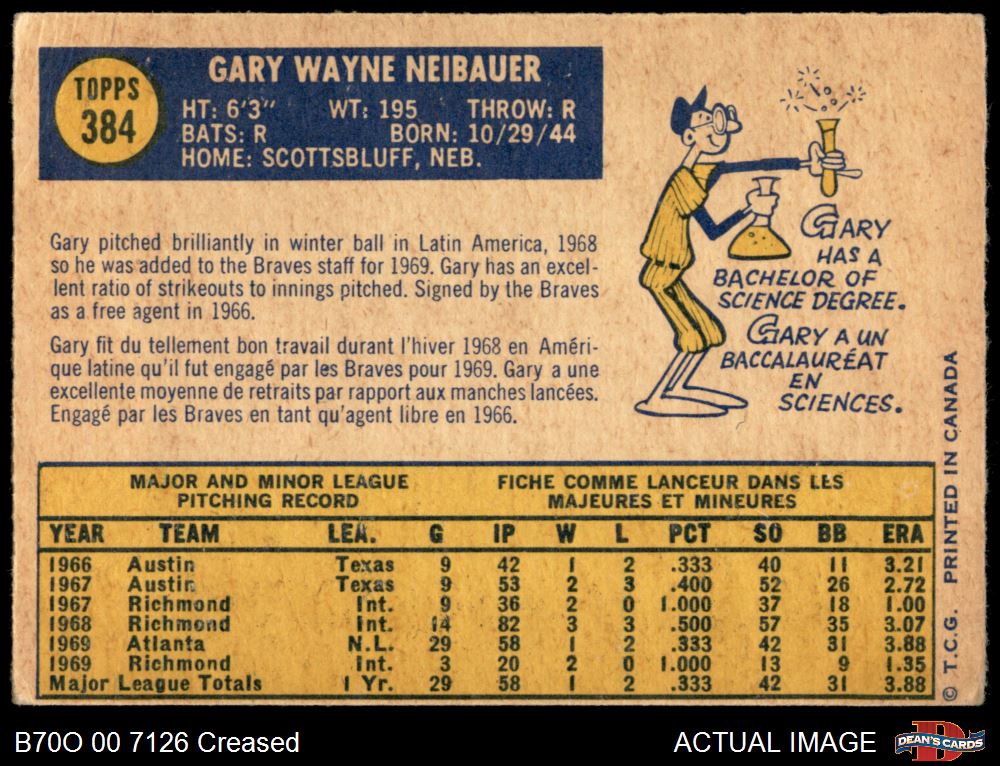 TOPPS
384
GARY WAYNE NEIBAUER
HT: 6'3" WT: 195 THROW: R
BATS: R BORN: 10/29/44
HOME: SCOTTSBLUFF, NEB.
Gary pitched brilliantly in winter ball in Latin America, 1968
so he was added to the Braves staff for 1969. Gary has an excel-
lent ratio of strikeouts to innings pitched. Signed by the Braves
as a free agent in 1966.
Gary fit du tellement bon travail durant l'hiver 1968 en Améri-
que latine qu'il fut engagé par les Braves pour 1969. Gary a une
excellente moyenne de retraits par rapport aux manches lancées.
Engagé par les Braves en tant qu'agent libre en 1966.
GARY
HAS A
BACHELOR OF
SCIENCE DEGREE.
GARY A UN
BACCALAURÉAT
EN
SCIENCES.
MAJOR AND MINOR LEAGUE
PITCHING RECORD
FICHE COMME LANCEUR DANS LES
MAJEURES ET MINEURES
YEAR TEAM LEA. G IP W L PCT SO BB ERA
1966 Austin Texas 9 42 1 2 .333 40 11 3.21
1967 Austin Texas 9 53 2 3 .400 52 26 2.72
1967 Richmond Int. 9 36 2 0 1.000 37 18 1.00
1968 Richmond Int. 14 82 3 3 .500 57 35 3.07
1969 Atlanta N.L. 29 58 1 2 .333 42 31 3.88
1969 Richmond Int. 3 20 2 0 1.000 13 9 1.35
Major League Totals 1 Yr. 29 58 1 2 .333 42 31 3.88
© T.C.G. PRINTED IN CANADA
B70O 00 7126 Creased
ACTUAL IMAGE
DEAN'S CARDS